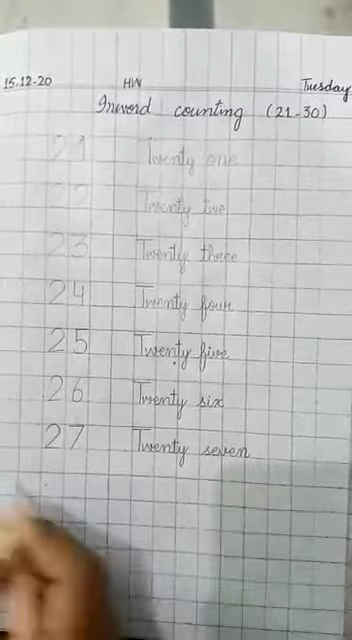 15.12-20 HW Tuesday
Inword counting (21-30)
21 Twenty one
22 Twenty two
23 Twenty three
24 Twenty four
25 Twenty five
26 Twenty six
27 Twenty seven